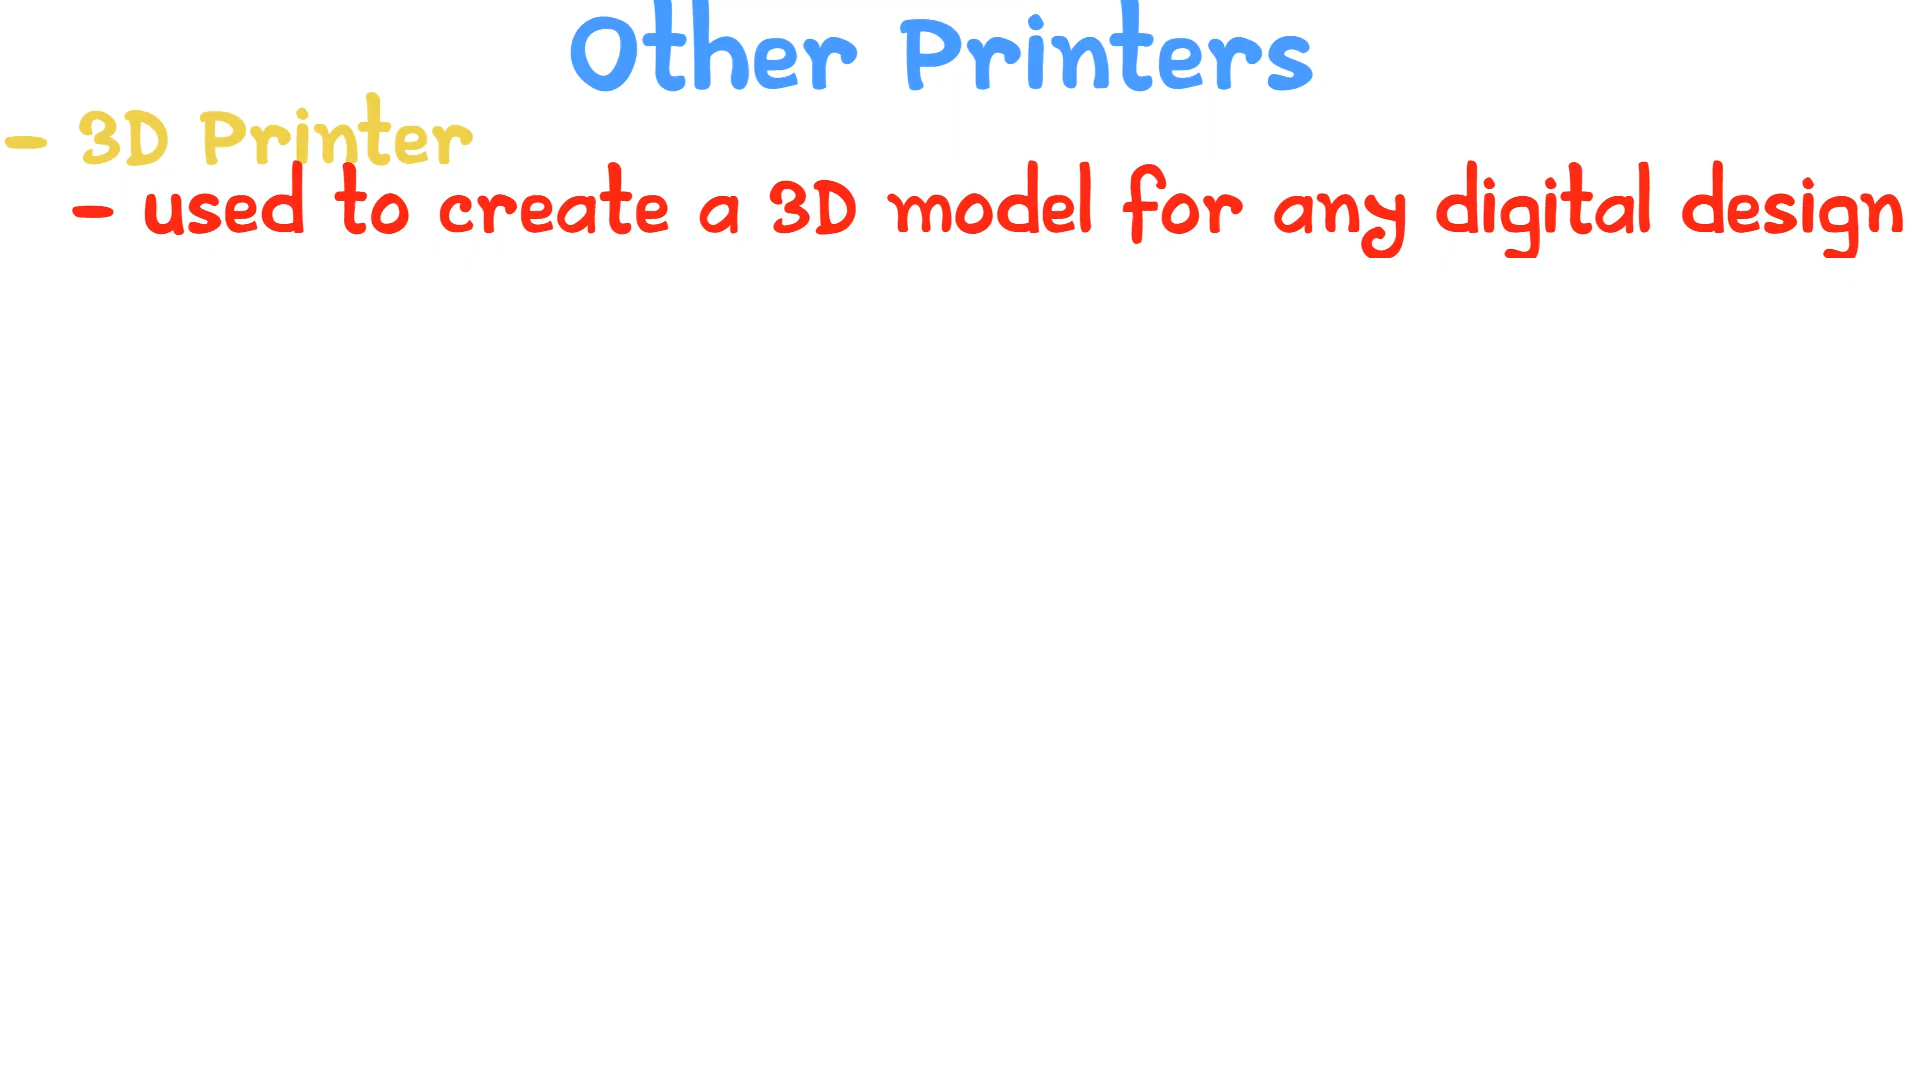 Other Printers
- 3D Printer
- used to create a 3D model for any digital design